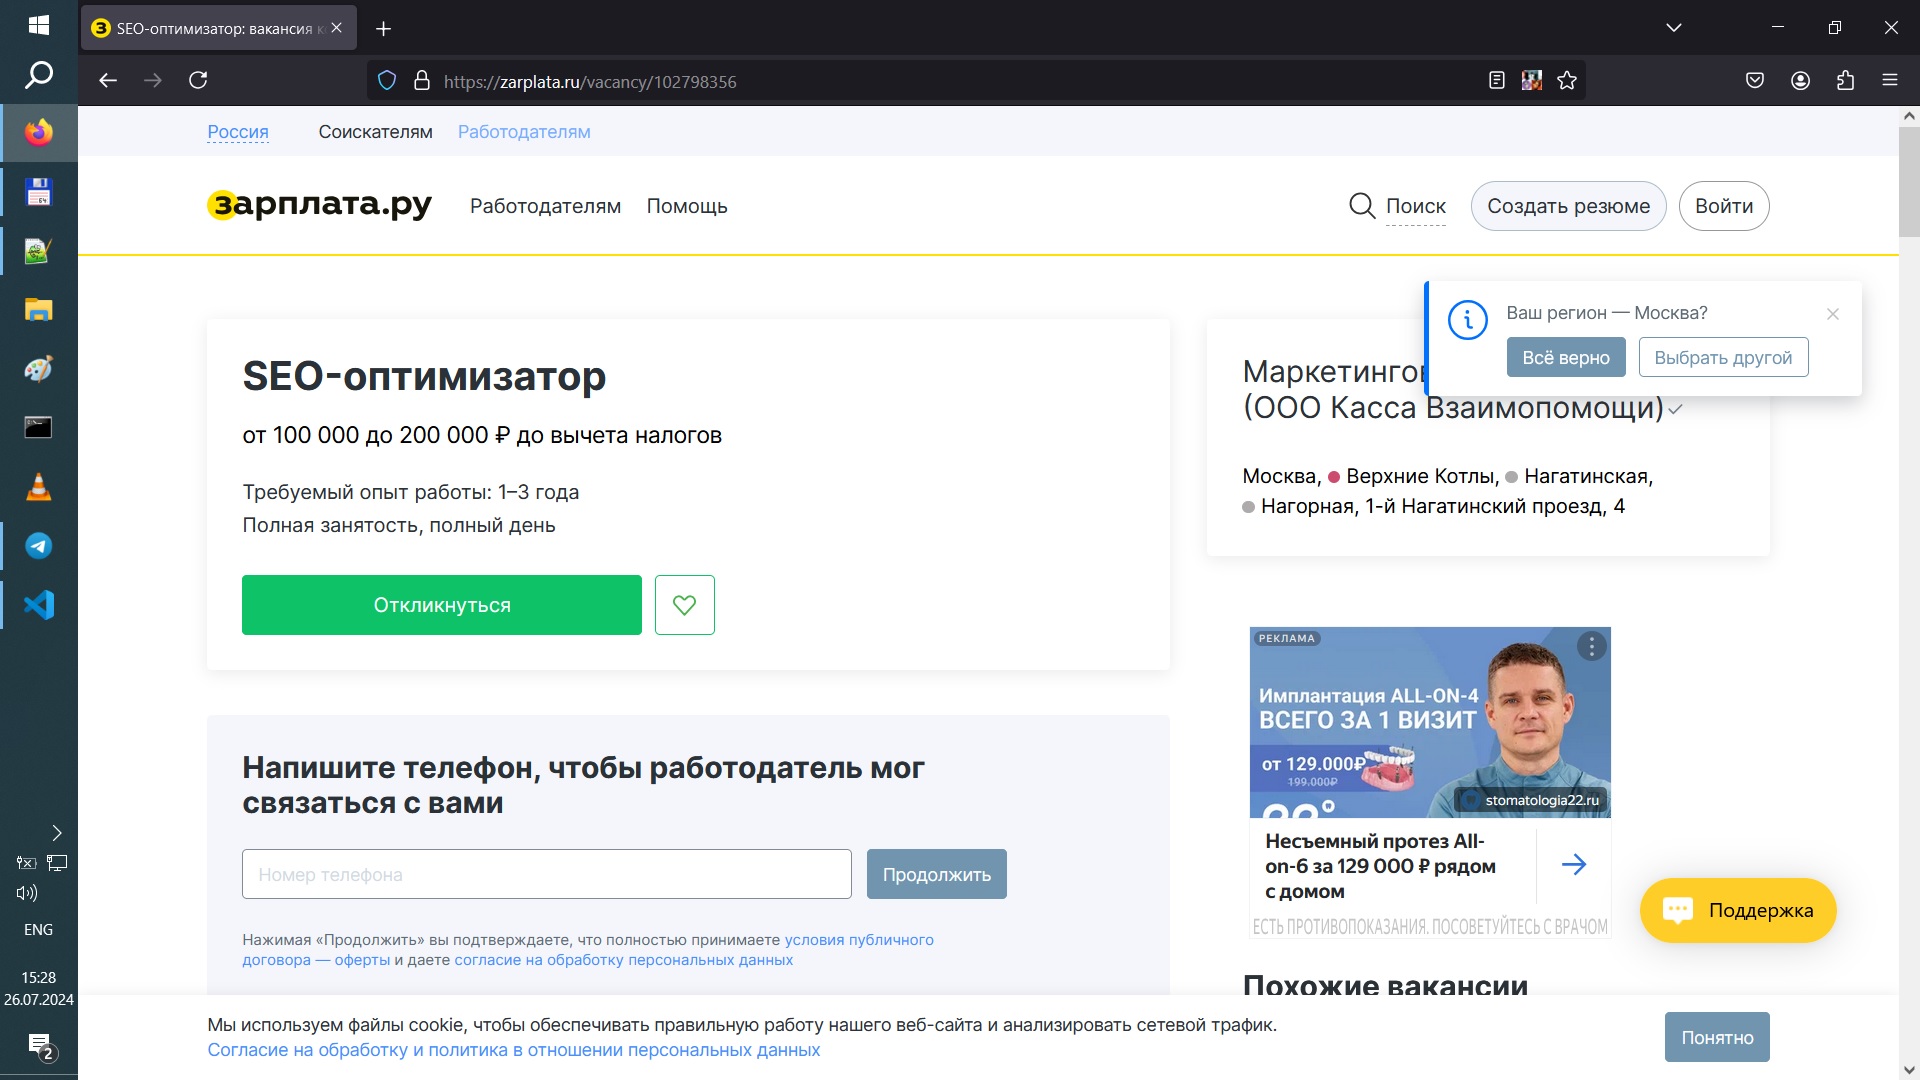 SEO-оптимизатор: вакансия
https://zarplata.ru/vacancy/102798356
Россия Соискателям Работодателям
зарплата.ру Работодателям Помощь Поиск Создать резюме Войти
Ваш регион — Москва?
Всё верно Выбрать другой
SEO-оптимизатор
от 100 000 до 200 000 ₽ до вычета налогов
Требуемый опыт работы: 1–3 года
Полная занятость, полный день
Откликнуться
(ООО Касса Взаимопомощи)
Москва, Верхние Котлы, Нагатинская,
Нагорная, 1-й Нагатинский проезд, 4
РЕКЛАМА
Имплантация ALL-ON-4
ВСЕГО ЗА 1 ВИЗИТ
от 129.000₽
199.000₽
stomatologia22.ru
Несъемный протез All-
on-6 за 129 000 ₽ рядом
с домом
ЕСТЬ ПРОТИВОПОКАЗАНИЯ. ПОСОВЕТУЙТЕСЬ С ВРАЧОМ
Напишите телефон, чтобы работодатель мог
связаться с вами
Номер телефона Продолжить
Нажимая «Продолжить» вы подтверждаете, что полностью принимаете условия публичного
договора — оферты и даете согласие на обработку персональных данных
Поддержка
Похожие вакансии
Мы используем файлы cookie, чтобы обеспечивать правильную работу нашего веб-сайта и анализировать сетевой трафик.
Согласие на обработку и политика в отношении персональных данных
Понятно
ENG
15:28
26.07.2024
2